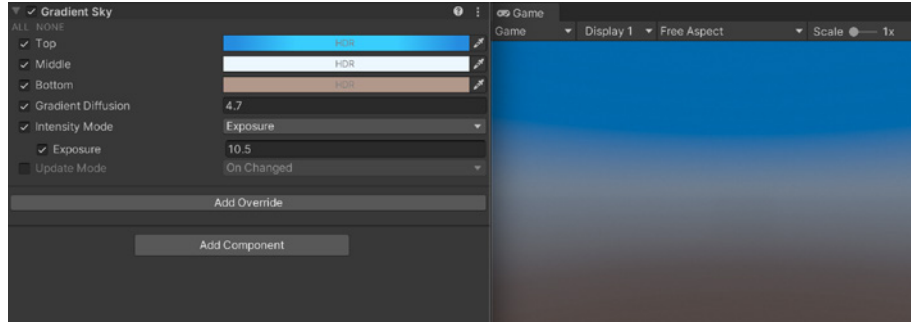 Gradient Sky
ALL NONE
Top HDR
Middle HDR
Bottom HDR
Gradient Diffusion 4.7
Intensity Mode Exposure
Exposure 10.5
Update Mode On Changed
Add Override
Add Component
Game
Game Display 1 Free Aspect Scale 1x